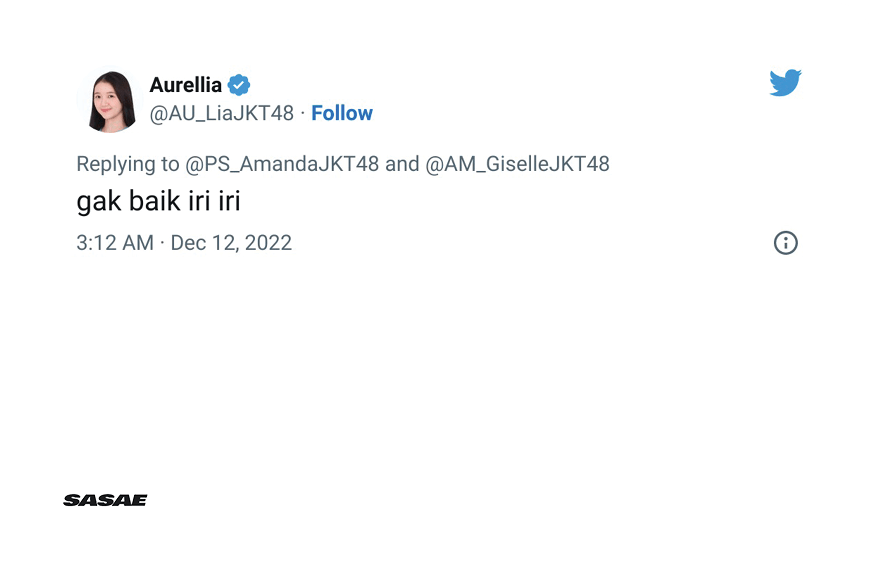 Aurellia
@AU_LiaJKT48 · Follow
Replying to @PS_AmandaJKT48 and @AM_GiselleJKT48
gak baik iri iri
3:12 AM · Dec 12, 2022
SASAE